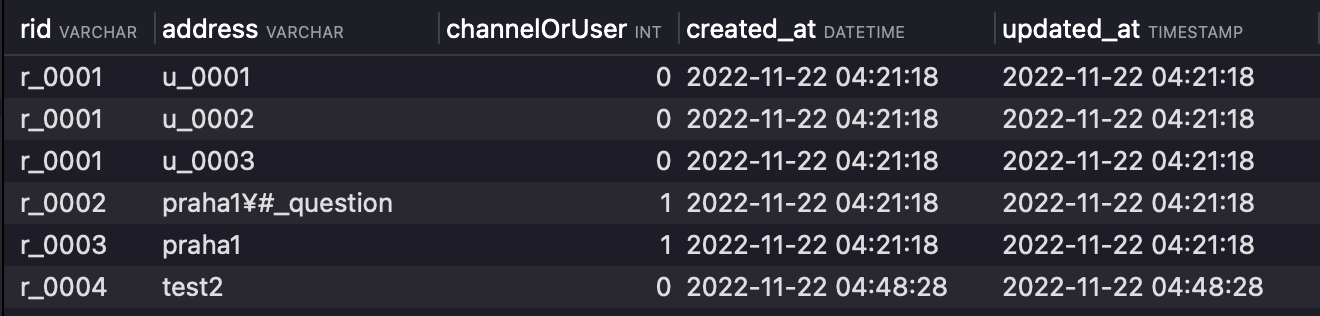 rid VARCHAR address VARCHAR channelOrUser INT created_at DATETIME updated_at TIMESTAMP
r_0001 u_0001 0 2022-11-22 04:21:18 2022-11-22 04:21:18
r_0001 u_0002 0 2022-11-22 04:21:18 2022-11-22 04:21:18
r_0001 u_0003 0 2022-11-22 04:21:18 2022-11-22 04:21:18
r_0002 praha1¥#_question 1 2022-11-22 04:21:18 2022-11-22 04:21:18
r_0003 praha1 1 2022-11-22 04:21:18 2022-11-22 04:21:18
r_0004 test2 0 2022-11-22 04:48:28 2022-11-22 04:48:28